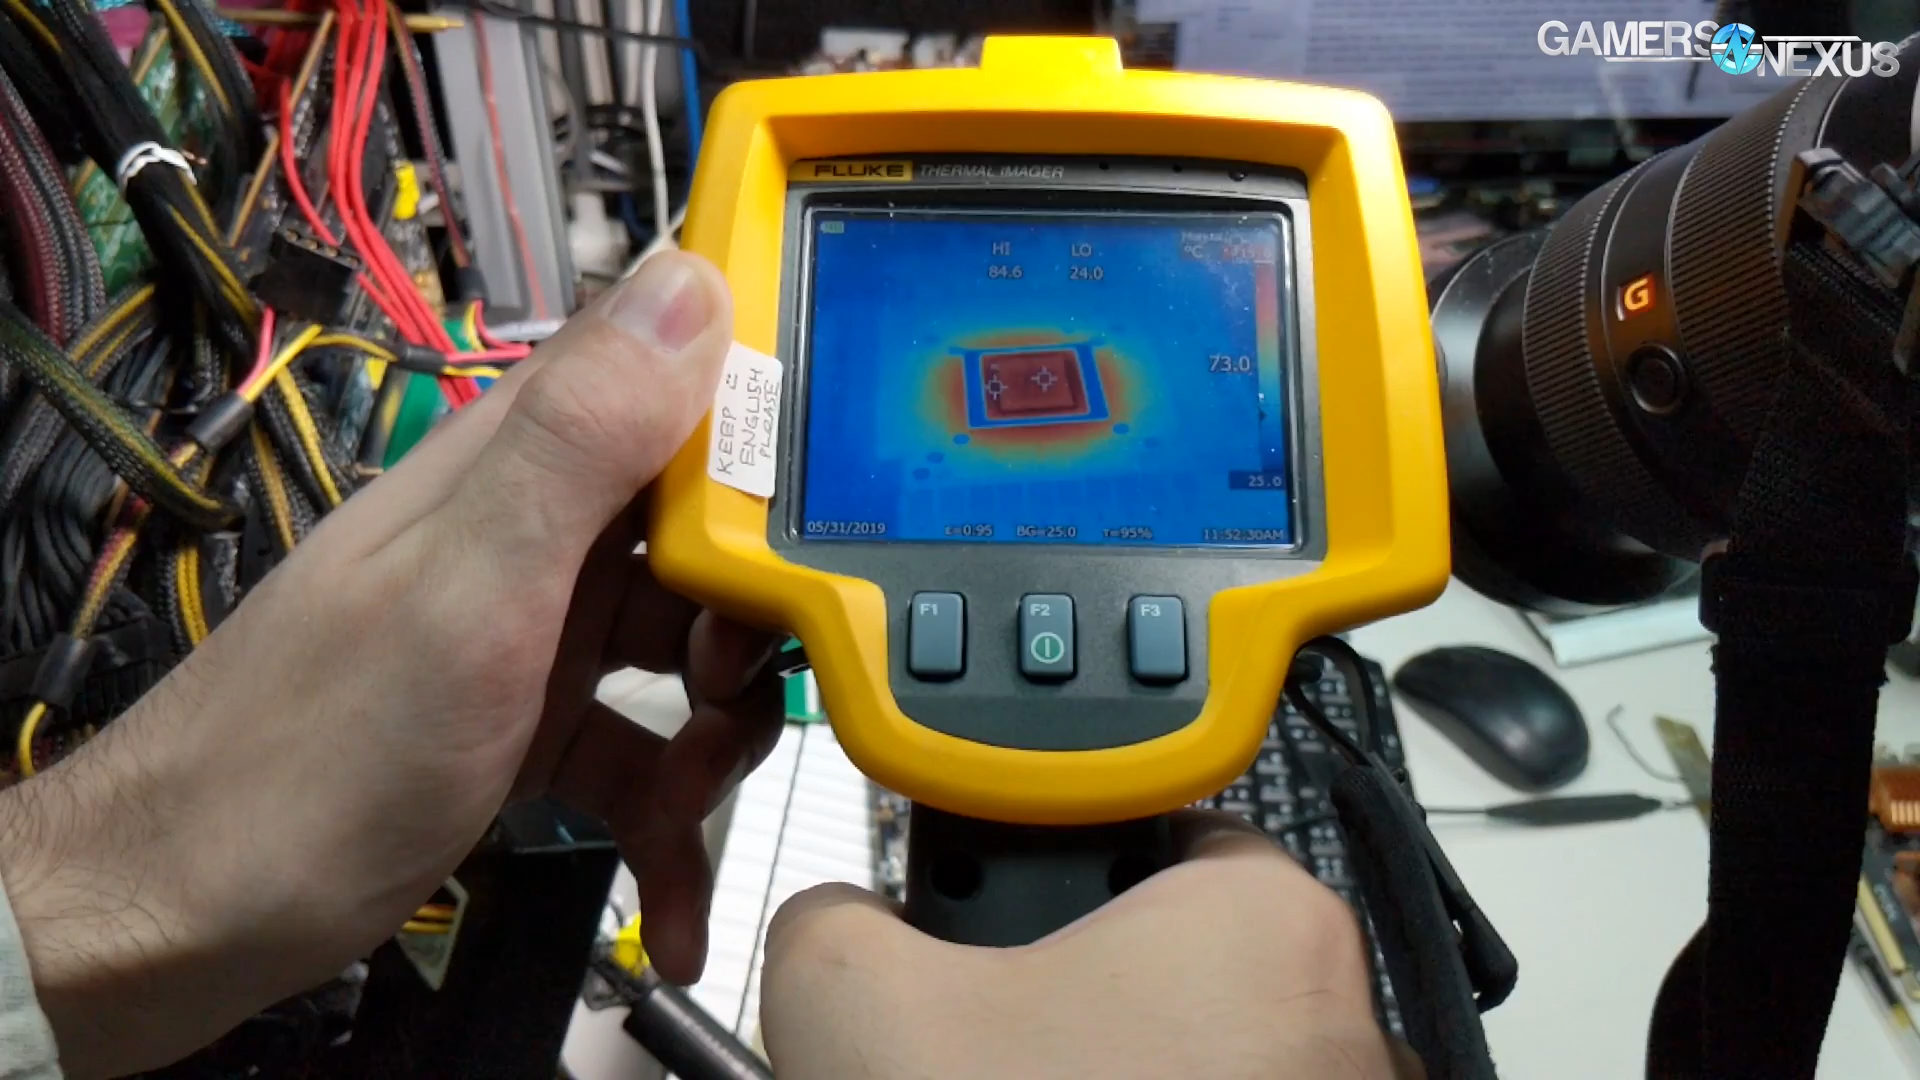 GAMERS NEXUS
FLUKE THERMAL IMAGER
HI LO
84.6 24.0
°C
73.0
25.0
05/31/2019 ε=0.95 BG=25.0 τ=95% 11:52:30AM
KEEP
ENGLISH
PLEASE
F1 F2 F3
G